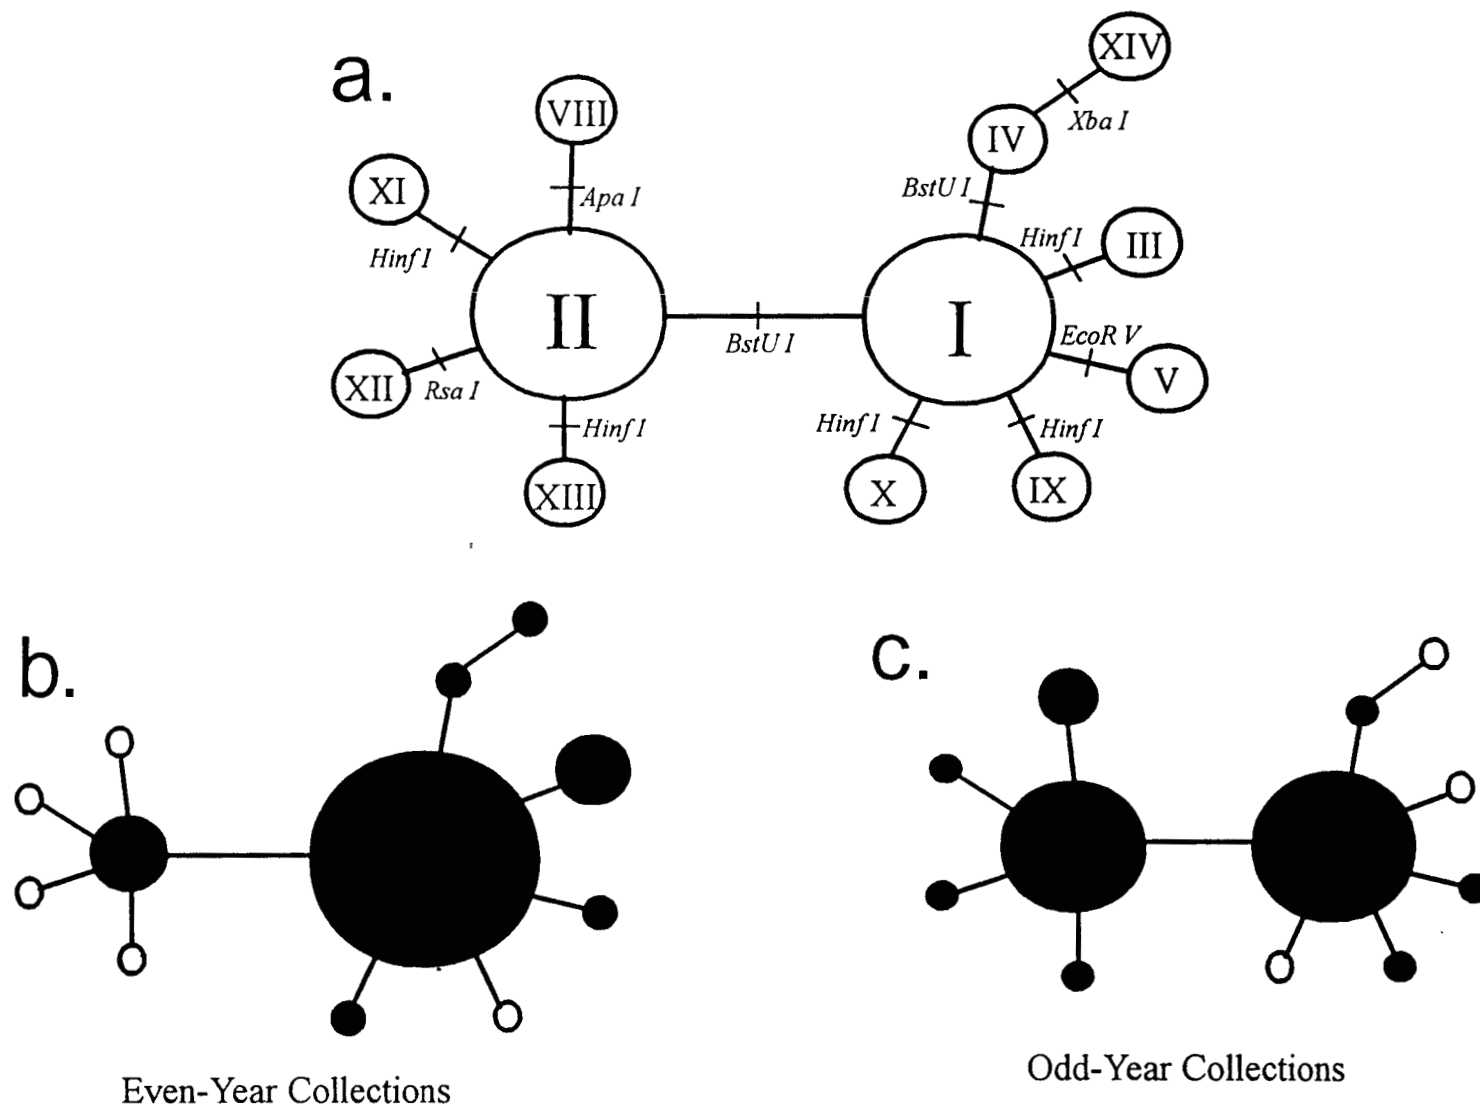 a.
XIV
VIII
Xba I
IV
XI
BstU I
Apa I
Hinf I
III
Hinf I
II
I
BstU I
EcoR V
XII
Rsa I
V
Hinf I
Hinf I
Hinf I
XIII
X
IX
b.
c.
Even-Year Collections
Odd-Year Collections